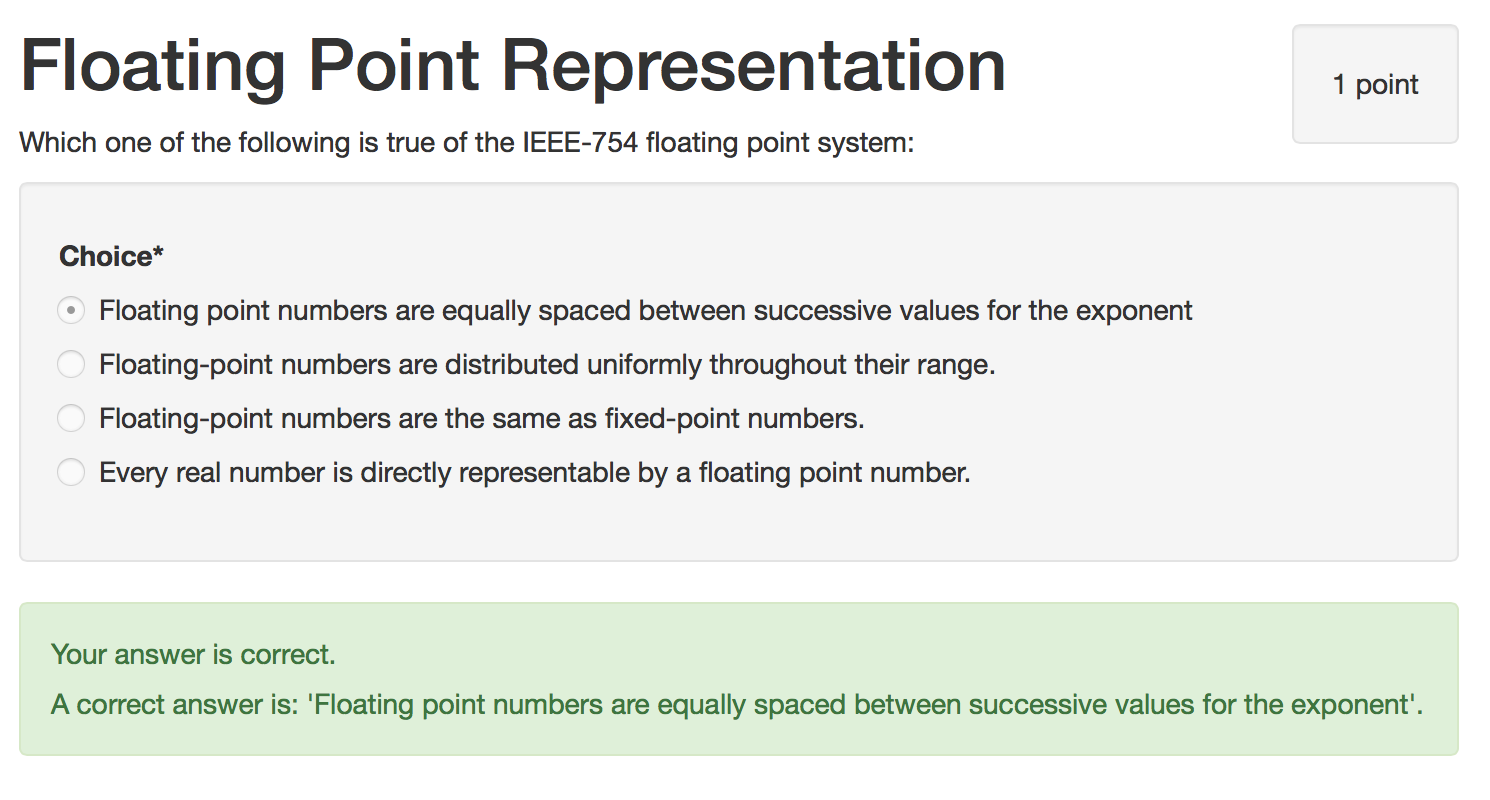 Floating Point Representation
1 point
Which one of the following is true of the IEEE-754 floating point system:
Choice*
Floating point numbers are equally spaced between successive values for the exponent
Floating-point numbers are distributed uniformly throughout their range.
Floating-point numbers are the same as fixed-point numbers.
Every real number is directly representable by a floating point number.
Your answer is correct.
A correct answer is: 'Floating point numbers are equally spaced between successive values for the exponent'.